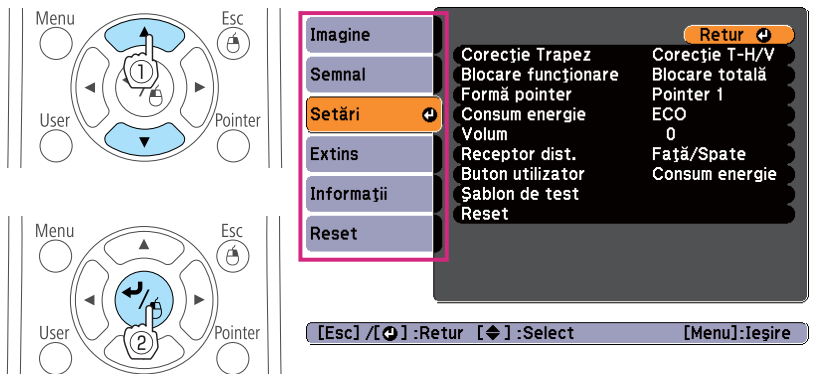 Menu
Esc
1
User
Pointer
Menu
Esc
User
Pointer
2
Imagine
Semnal
Setări
Extins
Informaţii
Reset
Retur
Corecţie Trapez Corecţie T-H/V
Blocare funcţionare Blocare totală
Formă pointer Pointer 1
Consum energie ECO
Volum 0
Receptor dist. Faţă/Spate
Buton utilizator Consum energie
Şablon de test
Reset
[Esc] /[ ] :Retur [ ] :Select [Menu]:Ieşire